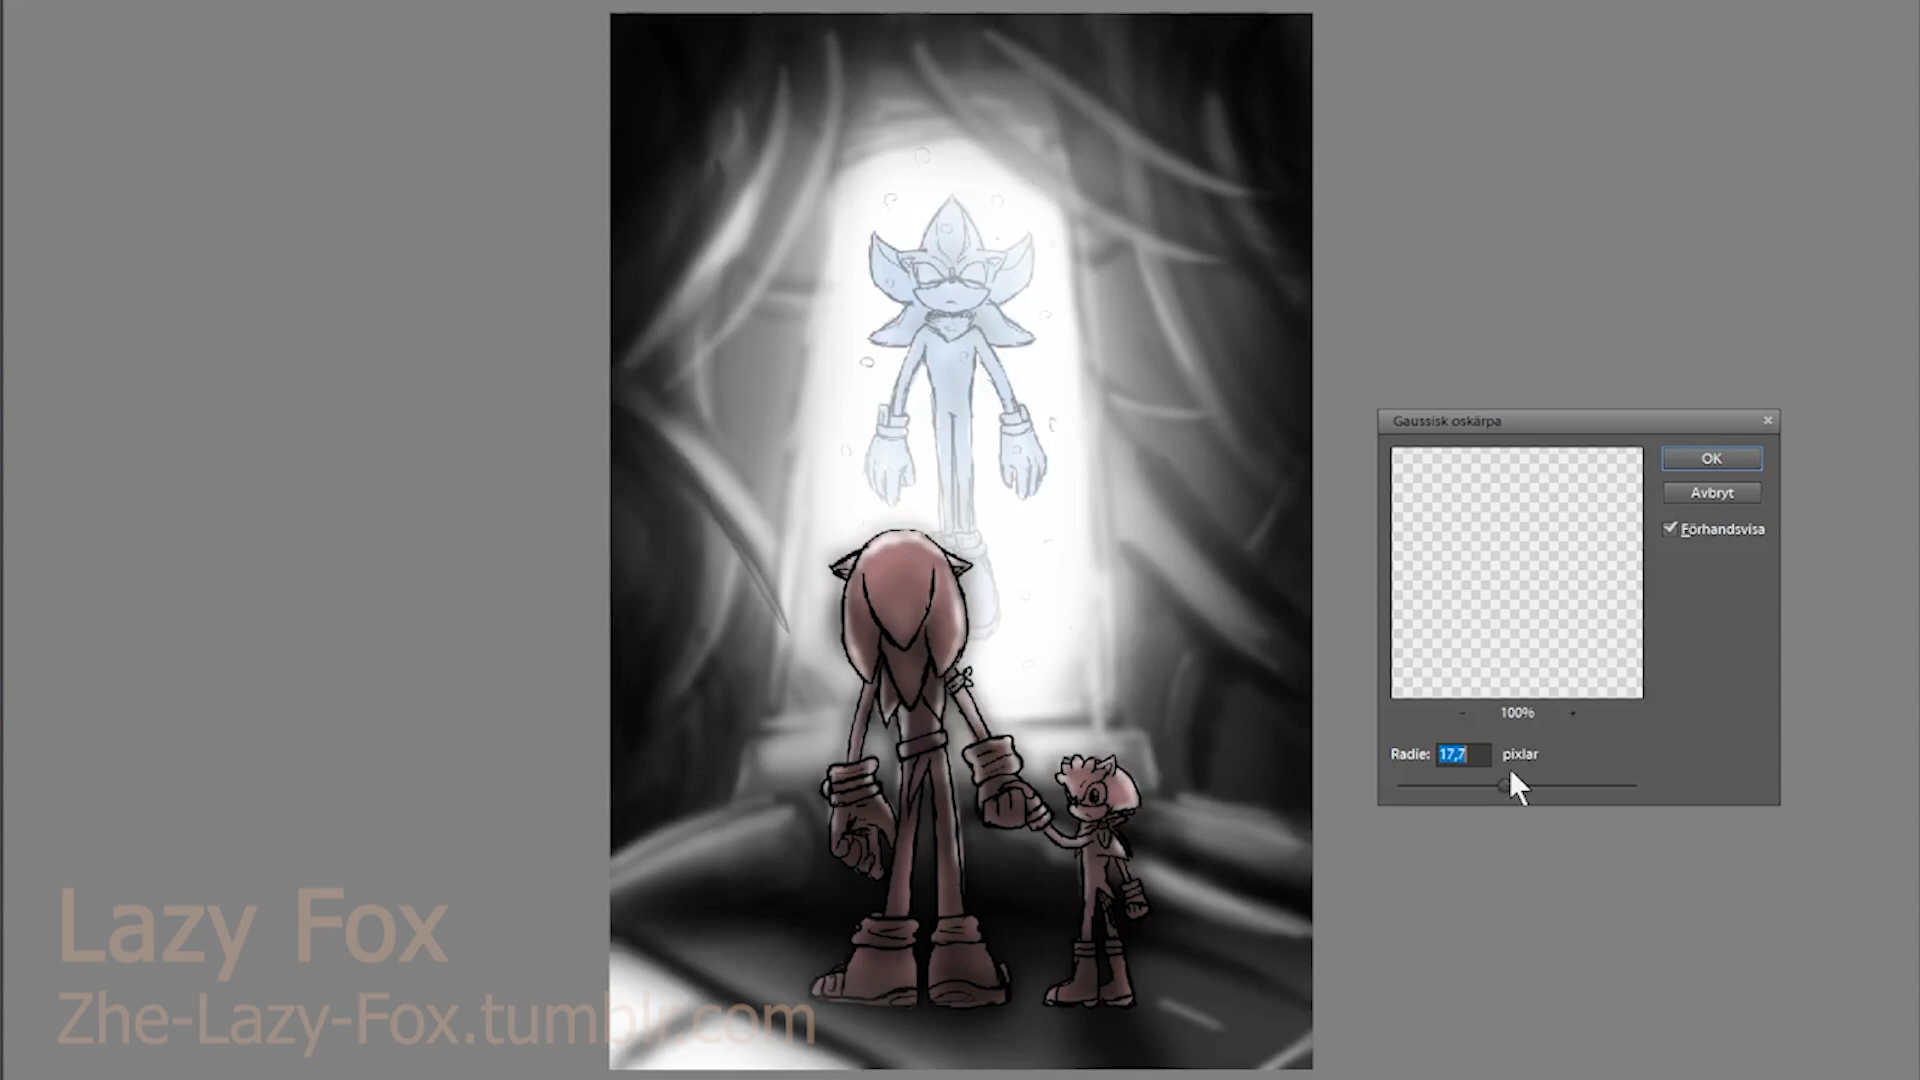 Gaussisk oskärpa
OK
Avbryt
Förhandsvisa
100%
Radie: 17,7 pixlar
Lazy Fox
Zhe-Lazy-Fox.tumblr.com